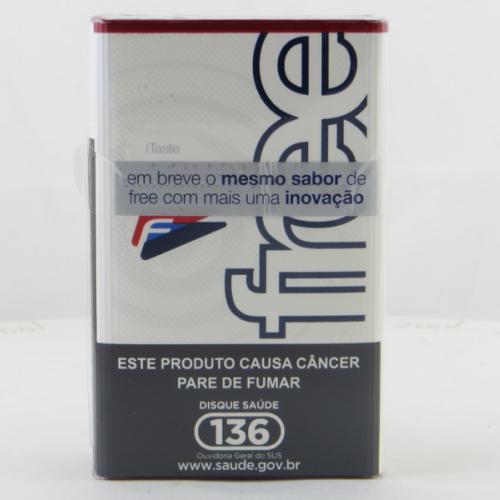 free
iTaste
em breve o mesmo sabor de
free com mais uma inovação
F
ESTE PRODUTO CAUSA CÂNCER
PARE DE FUMAR
DISQUE SAÚDE
136
Ouvidoria Geral do SUS
www.saude.gov.br